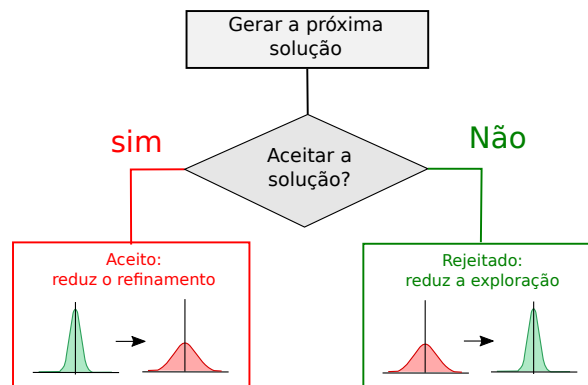 Gerar a próxima
solução
sim
Não
Aceitar a
solução?
Aceito:
reduz o refinamento
Rejeitado:
reduz a exploração